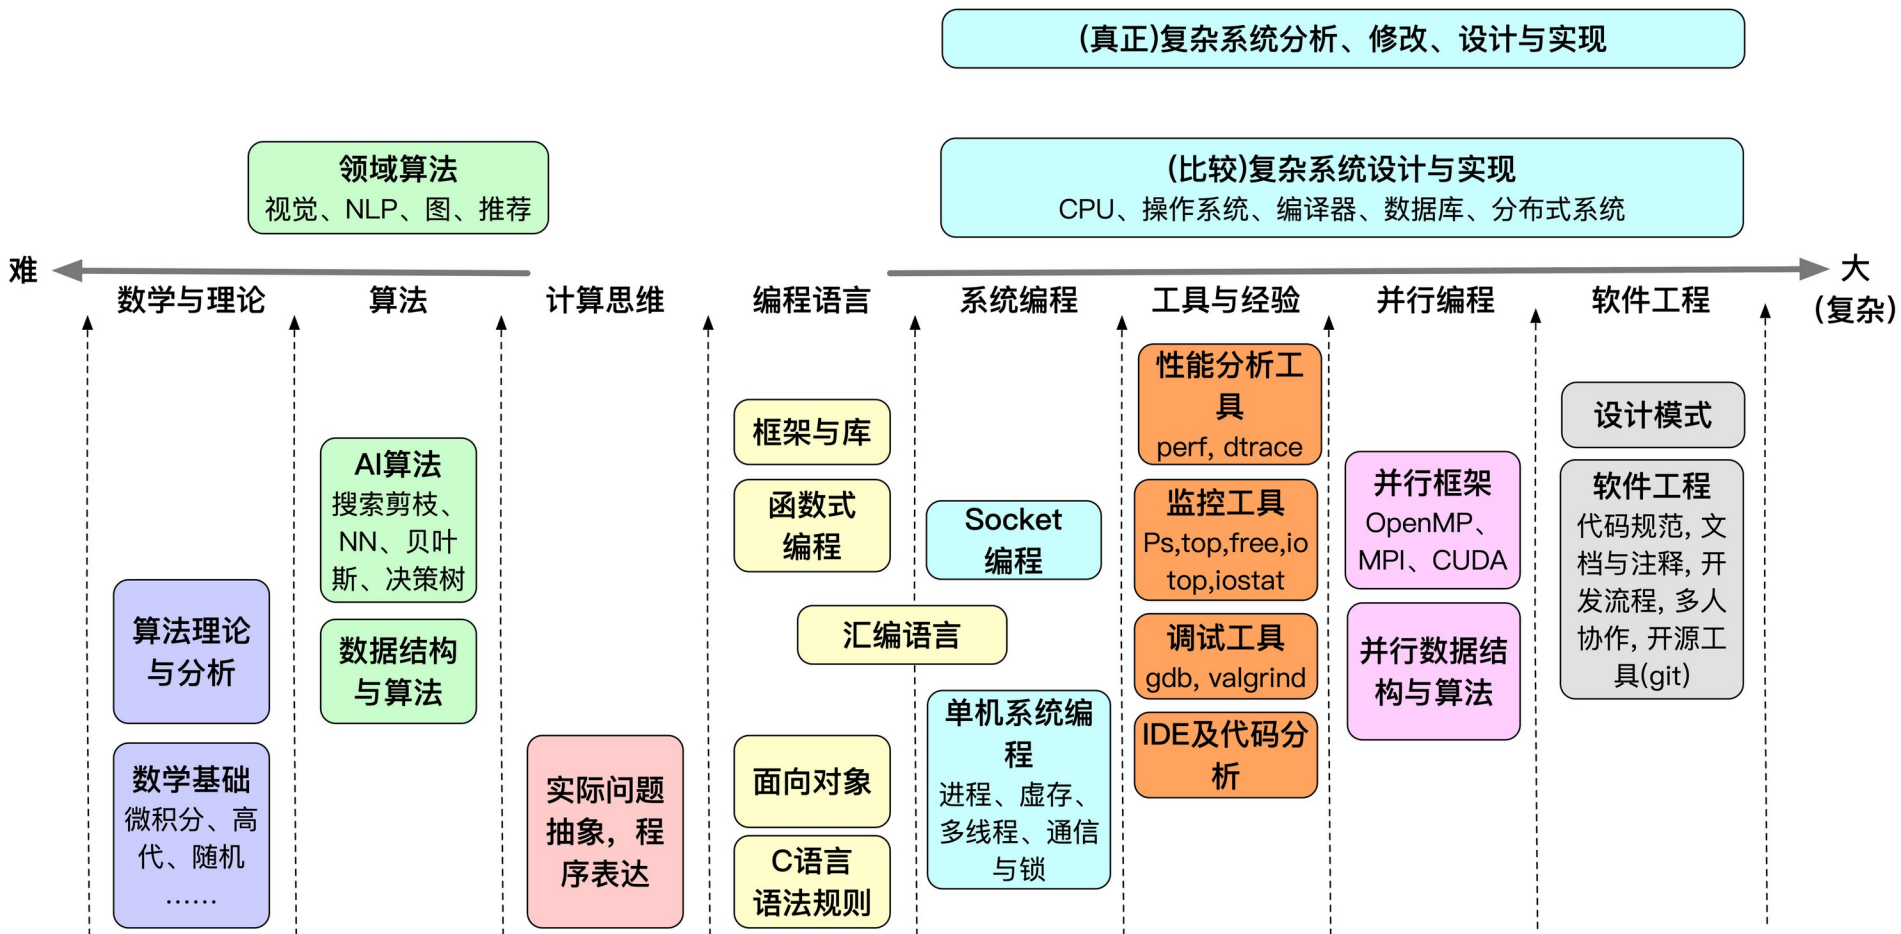 (真正)复杂系统分析、修改、设计与实现
领域算法
视觉、NLP、图、推荐
(比较)复杂系统设计与实现
CPU、操作系统、编译器、数据库、分布式系统
难
大
(复杂)
数学与理论
算法
计算思维
编程语言
系统编程
工具与经验
并行编程
软件工程
算法理论
与分析
数学基础
微积分、高
代、随机
……
AI算法
搜索剪枝、
NN、贝叶
斯、决策树
数据结构
与算法
实际问题
抽象，程
序表达
框架与库
函数式
编程
汇编语言
面向对象
C语言
语法规则
Socket
编程
单机系统编
程
进程、虚存、
多线程、通信
与锁
性能分析工
具
perf, dtrace
监控工具
Ps,top,free,io
top,iostat
调试工具
gdb, valgrind
IDE及代码分
析
并行框架
OpenMP、
MPI、CUDA
并行数据结
构与算法
设计模式
软件工程
代码规范, 文
档与注释, 开
发流程, 多人
协作, 开源工
具(git)